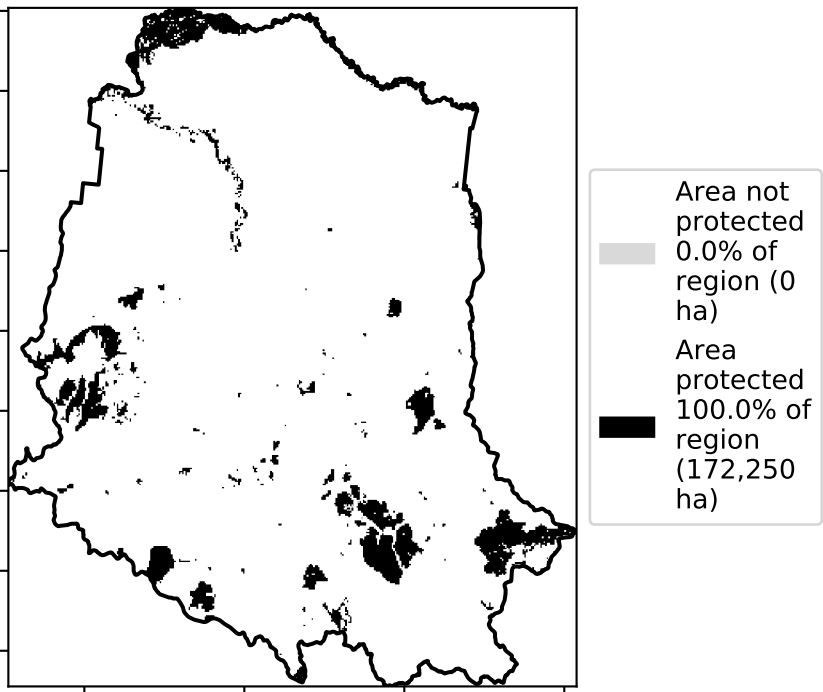 Area not
protected
0.0% of
region (0
ha)
Area
protected
100.0% of
region
(172,250
ha)